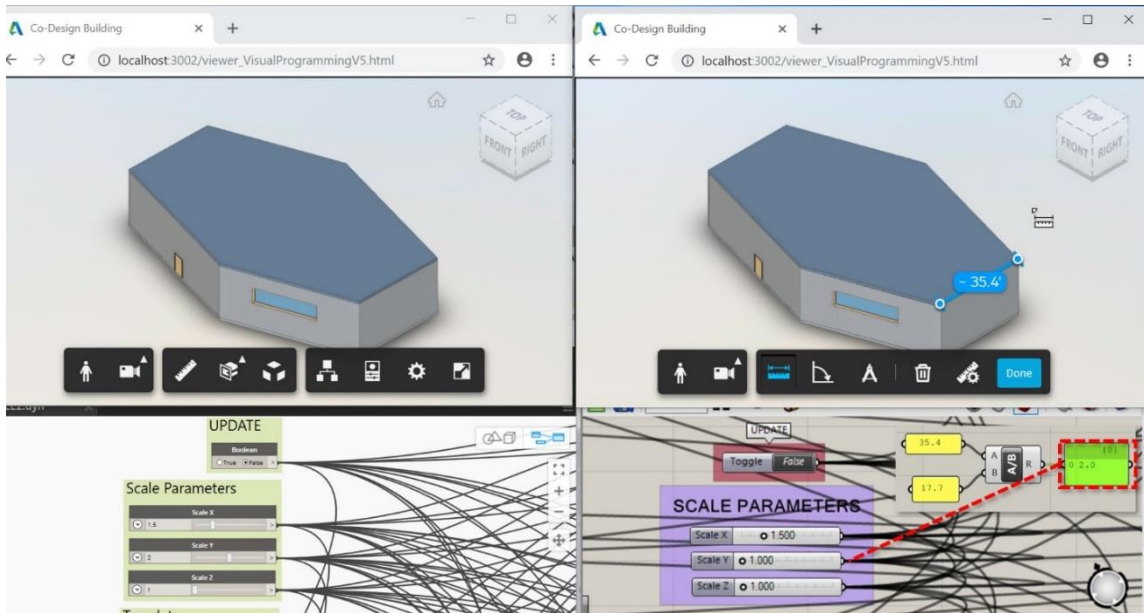 Co-Design Building
localhost:3002/viewer_VisualProgrammingV5.html
TOP
FRONT
RIGHT
UPDATE
Boolean
True
False
>
Scale Parameters
Scale X
1.5
>
Scale Y
2
>
Scale Z
1
>
Co-Design Building
localhost:3002/viewer_VisualProgrammingV5.html
TOP
FRONT
RIGHT
~ 35.4'
Done
UPDATE
Toggle
False
35.4
17.7
A
B
A/B
R
{0}
0 2.0
SCALE PARAMETERS
Scale X
1.500
Scale Y
1.000
Scale Z
1.000